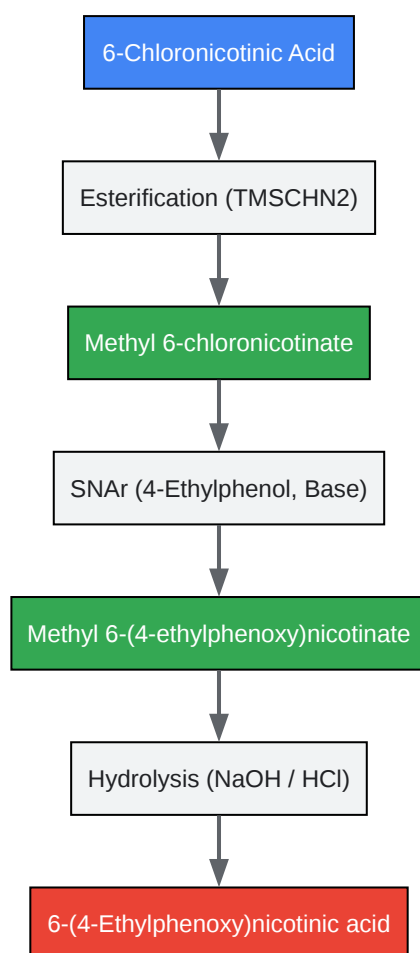 6-Chloronicotinic Acid
Esterification (TMSCHN2)
Methyl 6-chloronicotinate
SNAr (4-Ethylphenol, Base)
Methyl 6-(4-ethylphenoxy)nicotinate
Hydrolysis (NaOH / HCl)
6-(4-Ethylphenoxy)nicotinic acid